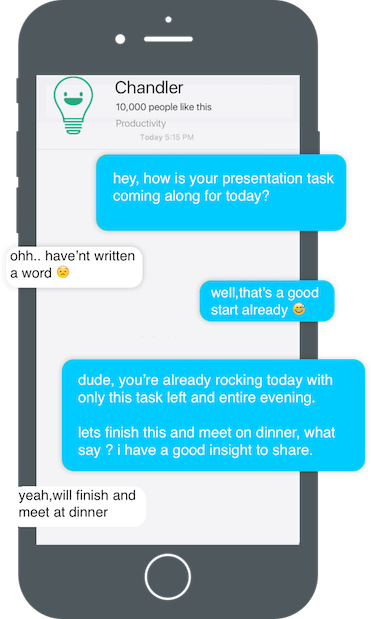 Chandler
10,000 people like this
Productivity
Today 5:15 PM
hey, how is your presentation task
coming along for today?
ohh.. have'nt written
a word 😟
well,that's a good
start already 😅
dude, you're already rocking today with
only this task left and entire evening.
lets finish this and meet on dinner, what
say ? i have a good insight to share.
yeah,will finish and
meet at dinner